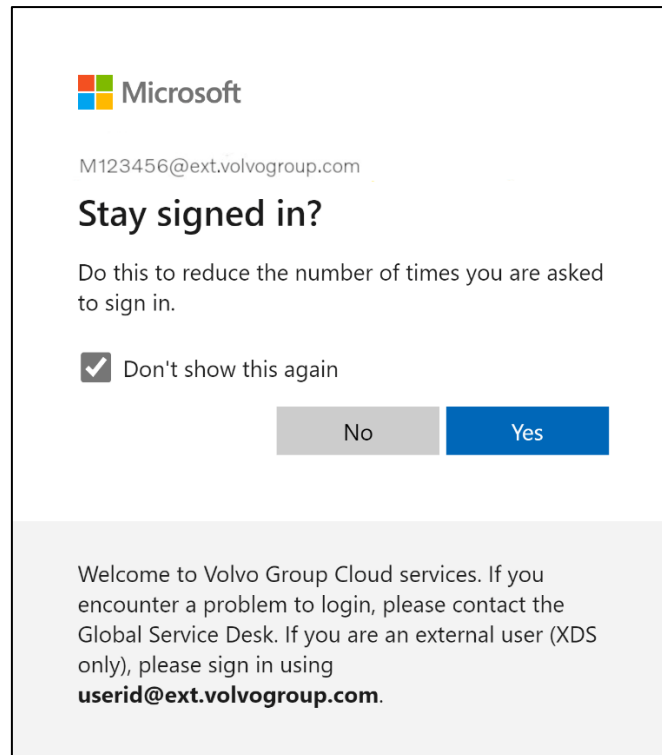 Microsoft
M123456@ext.volvogroup.com
Stay signed in?
Do this to reduce the number of times you are asked
to sign in.
Don't show this again
No
Yes
Welcome to Volvo Group Cloud services. If you
encounter a problem to login, please contact the
Global Service Desk. If you are an external user (XDS
only), please sign in using
userid@ext.volvogroup.com.